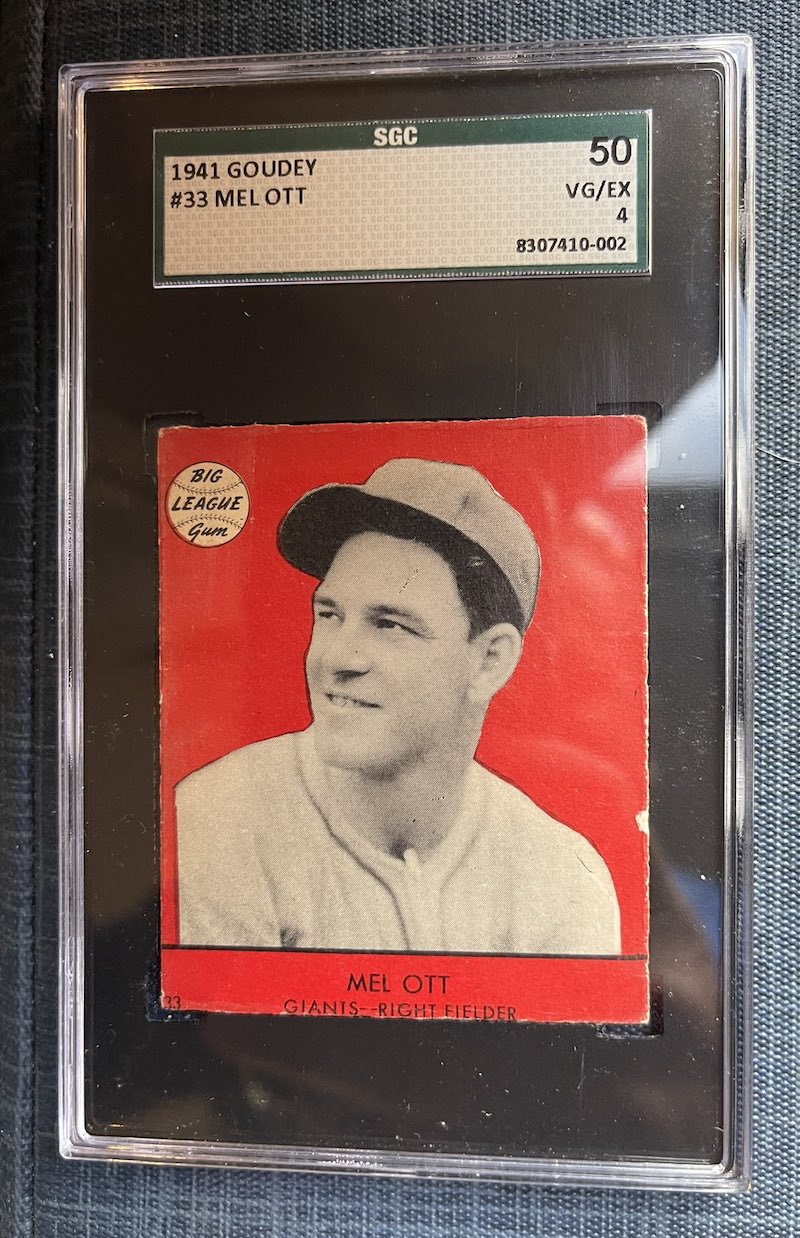 SGC
1941 GOUDEY
50
#33 MEL OTT
VG/EX
4
8307410-002
BIG
LEAGUE
Gum
MEL OTT
33
GIANTS--RIGHT FIELDER